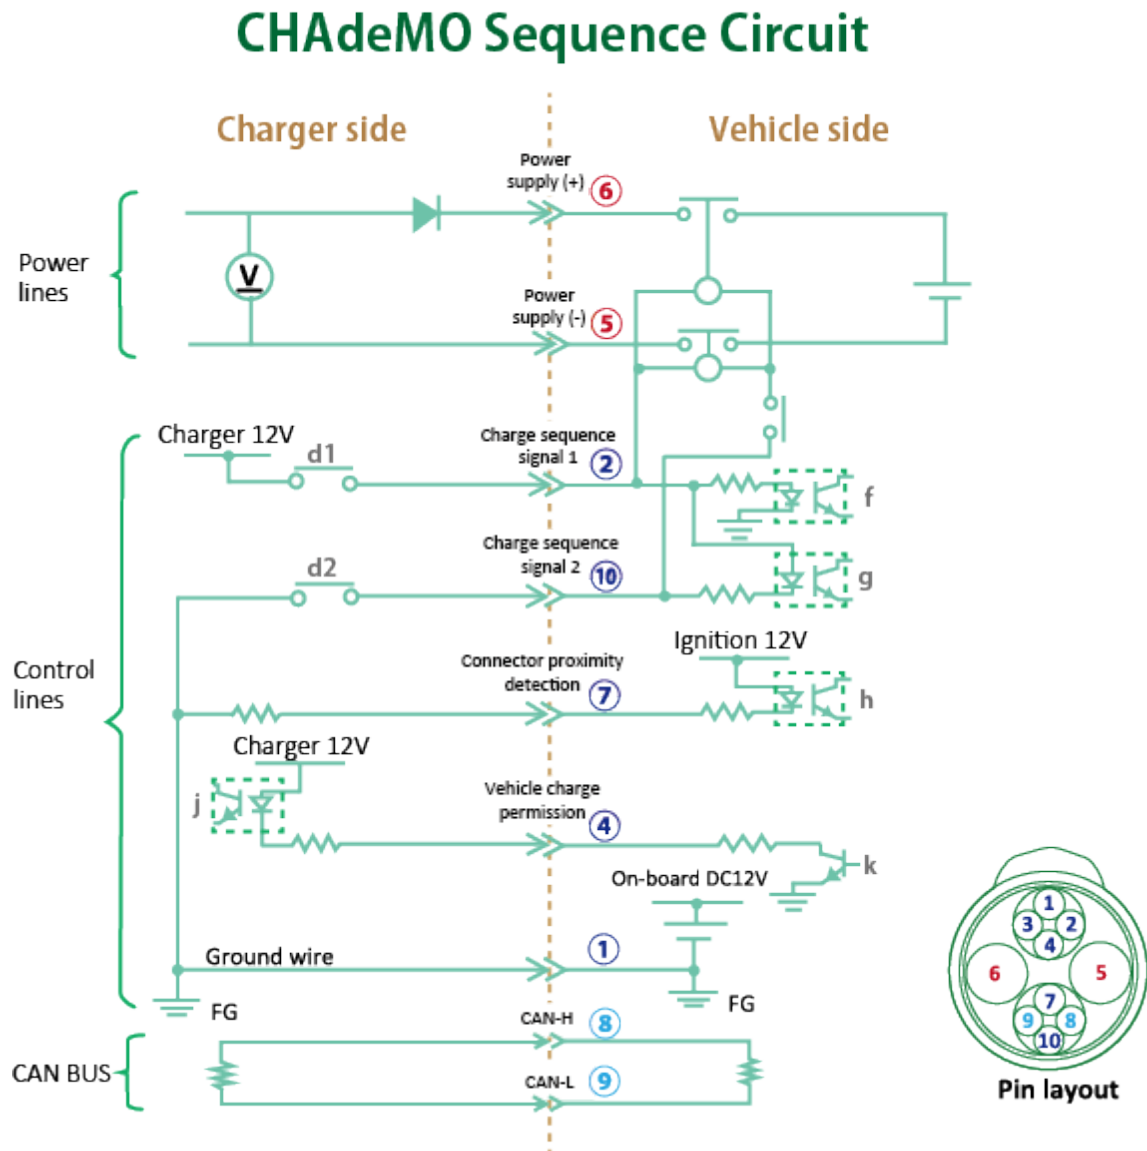 CHAdeMO Sequence Circuit
Charger side
Vehicle side
Power
supply (+)
6
Power
lines
V
Power
supply (-)
5
Charger 12V
d1
Charge sequence
signal 1
2
f
d2
Charge sequence
signal 2
10
g
Control
lines
Connector proximity
detection
7
Ignition 12V
h
Charger 12V
j
Vehicle charge
permission
4
k
On-board DC12V
Ground wire
1
FG
FG
CAN BUS
CAN-H
8
CAN-L
9
1
3
2
4
6
5
7
9
8
10
Pin layout